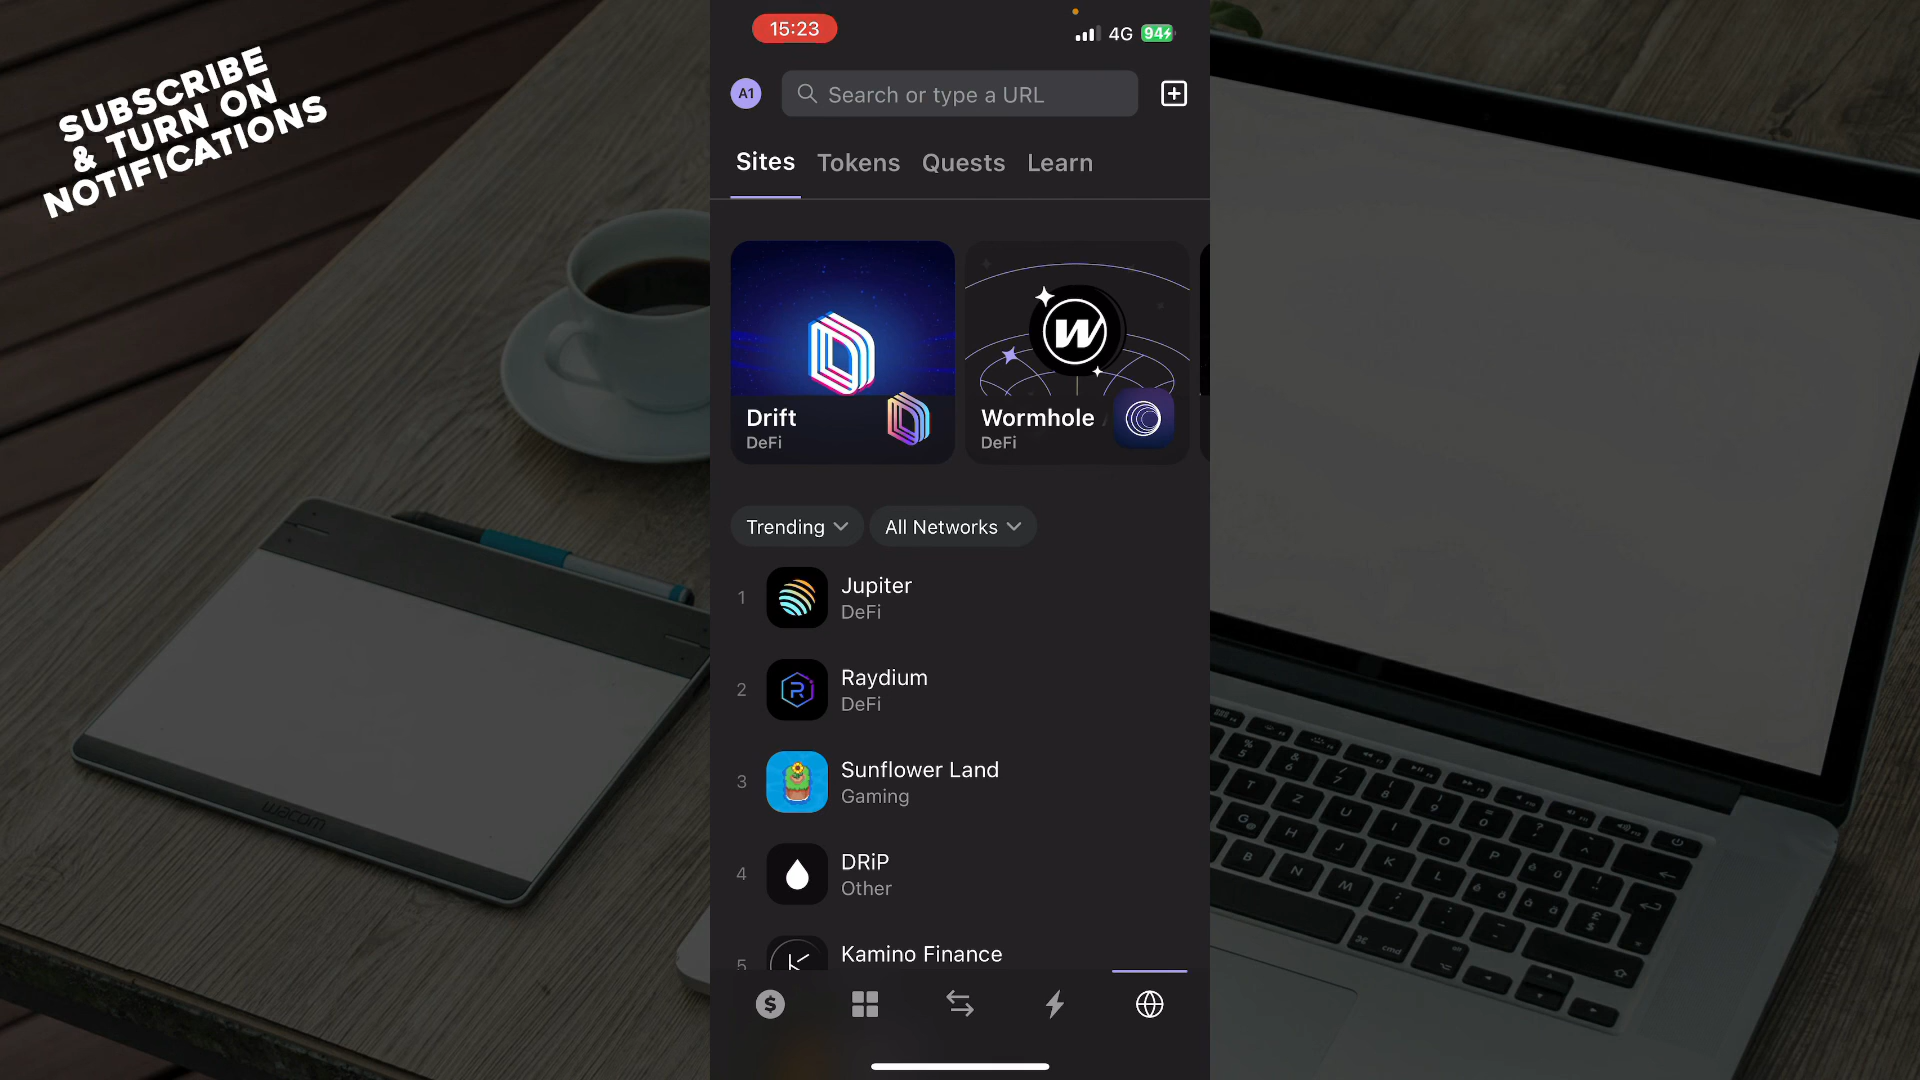 SUBSCRIBE
& TURN ON
NOTIFICATIONS
15:23
4G
94
A1
Search or type a URL
Sites Tokens Quests Learn
Drift
DeFi
W
Wormhole
DeFi
Trending
All Networks
1
Jupiter
DeFi
2
R
Raydium
DeFi
3
Sunflower Land
Gaming
4
DRiP
Other
5
Kamino Finance
$
wacom